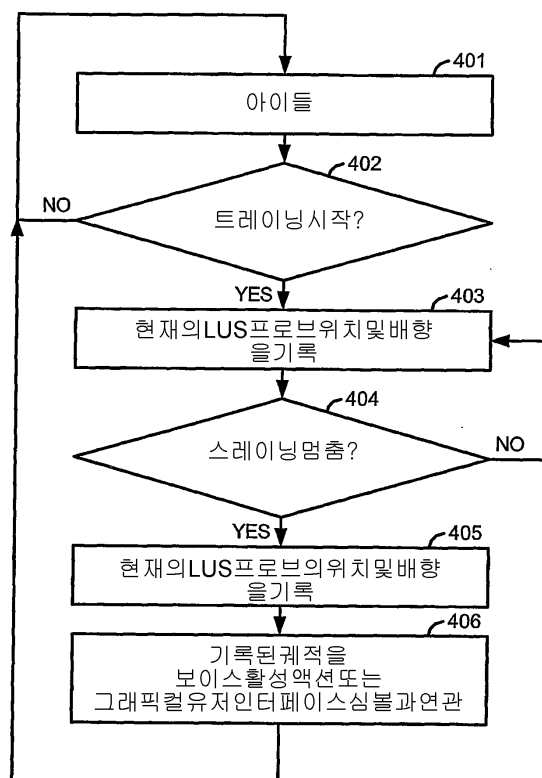 401
아이들
402
NO
트레이닝시작?
YES
403
현재의LUS프로브위치및배향
을기록
404
스레이닝멈춤?
NO
YES
405
현재의LUS프로브의위치및배향
을기록
406
기록된궤적을
보이스활성액션또는
그래픽컬유저인터페이스심볼과연관